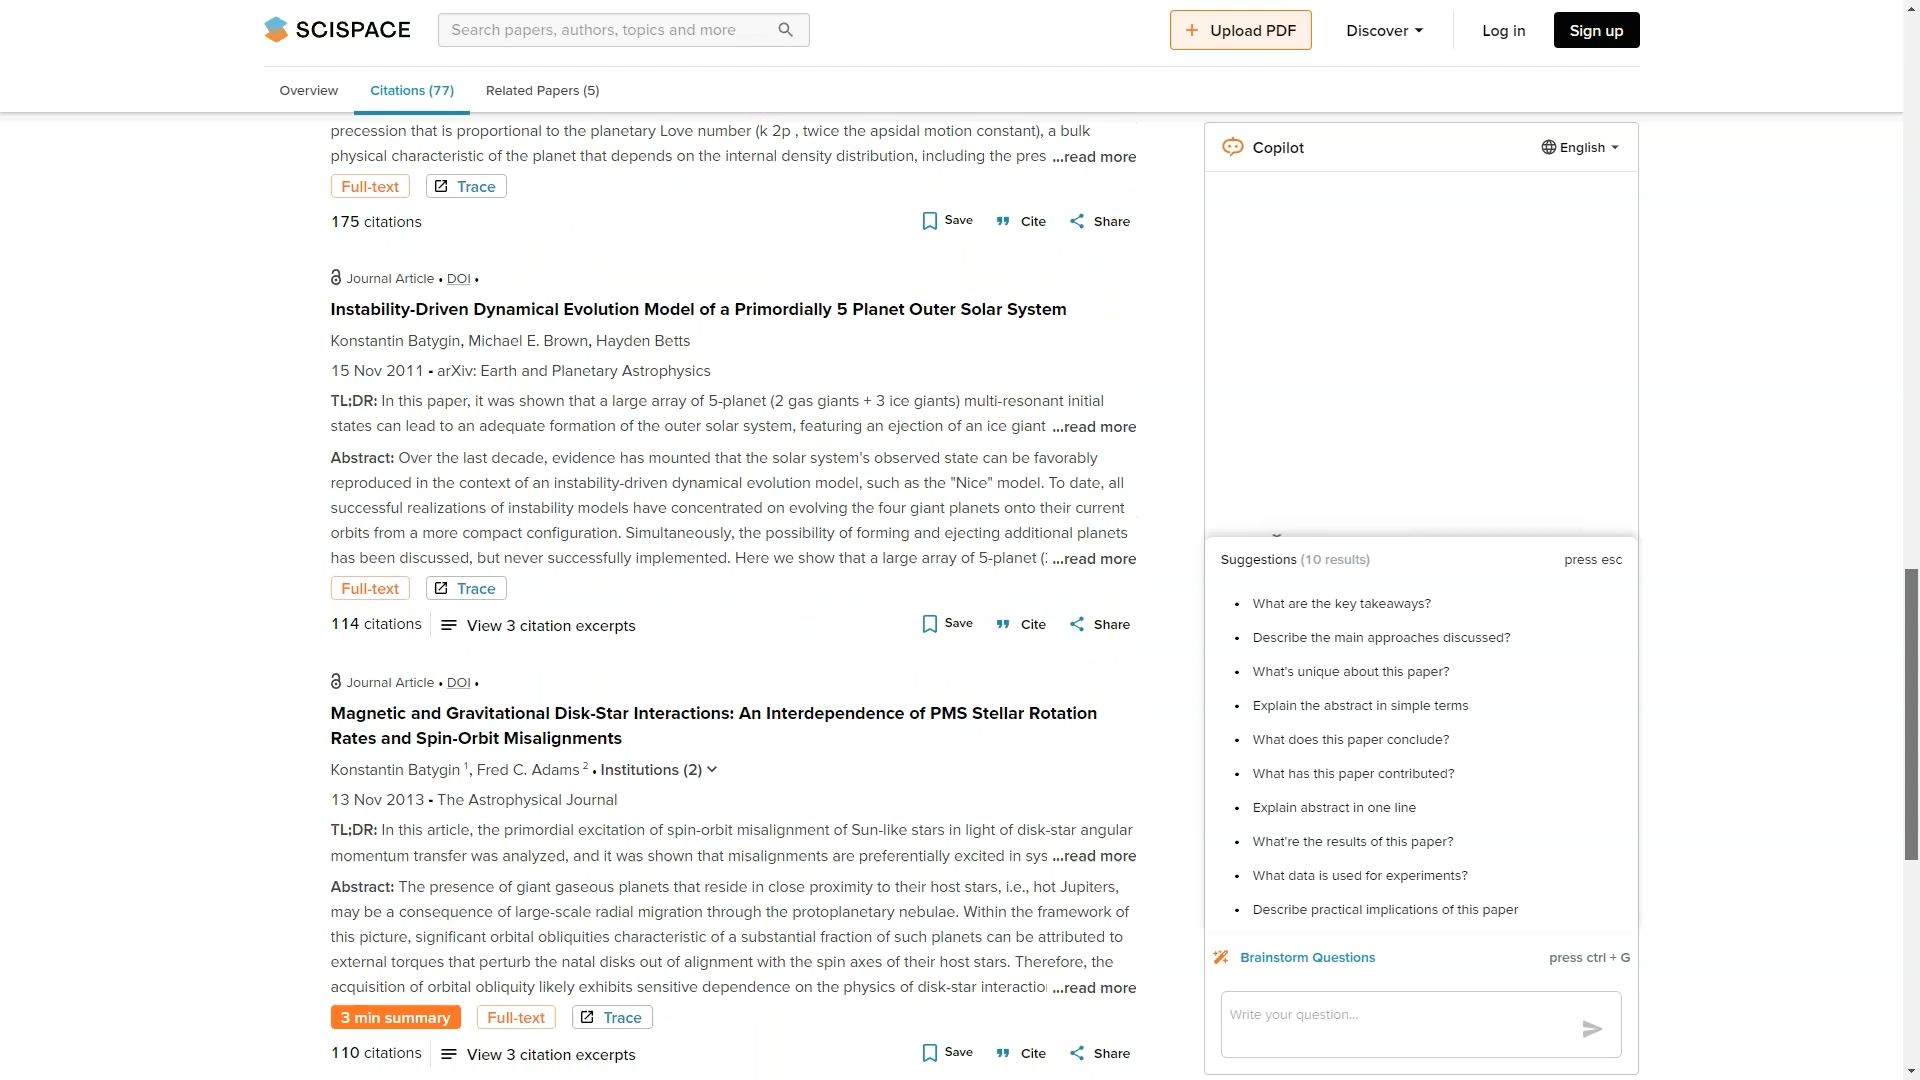 SCISPACE
Search papers, authors, topics and more
Upload PDF
Discover
Log in
Sign up
Overview
Citations (77)
Related Papers (5)
precession that is proportional to the planetary Love number (k 2p , twice the apsidal motion constant), a bulk
physical characteristic of the planet that depends on the internal density distribution, including the pres ...read more
Full-text
Trace
175 citations
Save
Cite
Share
Journal Article • DOI •
Instability-Driven Dynamical Evolution Model of a Primordially 5 Planet Outer Solar System
Konstantin Batygin, Michael E. Brown, Hayden Betts
15 Nov 2011 - arXiv: Earth and Planetary Astrophysics
TL;DR: In this paper, it was shown that a large array of 5-planet (2 gas giants + 3 ice giants) multi-resonant initial
states can lead to an adequate formation of the outer solar system, featuring an ejection of an ice giant ...read more
Abstract: Over the last decade, evidence has mounted that the solar system's observed state can be favorably
reproduced in the context of an instability-driven dynamical evolution model, such as the "Nice" model. To date, all
successful realizations of instability models have concentrated on evolving the four giant planets onto their current
orbits from a more compact configuration. Simultaneously, the possibility of forming and ejecting additional planets
has been discussed, but never successfully implemented. Here we show that a large array of 5-planet ( ...read more
Full-text
Trace
114 citations
View 3 citation excerpts
Save
Cite
Share
Journal Article • DOI •
Magnetic and Gravitational Disk-Star Interactions: An Interdependence of PMS Stellar Rotation
Rates and Spin-Orbit Misalignments
Konstantin Batygin 1, Fred C. Adams 2 • Institutions (2)
13 Nov 2013 - The Astrophysical Journal
TL;DR: In this article, the primordial excitation of spin-orbit misalignment of Sun-like stars in light of disk-star angular
momentum transfer was analyzed, and it was shown that misalignments are preferentially excited in sys ...read more
Abstract: The presence of giant gaseous planets that reside in close proximity to their host stars, i.e., hot Jupiters,
may be a consequence of large-scale radial migration through the protoplanetary nebulae. Within the framework of
this picture, significant orbital obliquities characteristic of a substantial fraction of such planets can be attributed to
external torques that perturb the natal disks out of alignment with the spin axes of their host stars. Therefore, the
acquisition of orbital obliquity likely exhibits sensitive dependence on the physics of disk-star interactio ...read more
3 min summary
Full-text
Trace
110 citations
View 3 citation excerpts
Save
Cite
Share
Copilot
English
Suggestions (10 results)
press esc
• What are the key takeaways?
• Describe the main approaches discussed?
• What's unique about this paper?
• Explain the abstract in simple terms
• What does this paper conclude?
• What has this paper contributed?
• Explain abstract in one line
• What're the results of this paper?
• What data is used for experiments?
• Describe practical implications of this paper
Brainstorm Questions
press ctrl + G
Write your question...